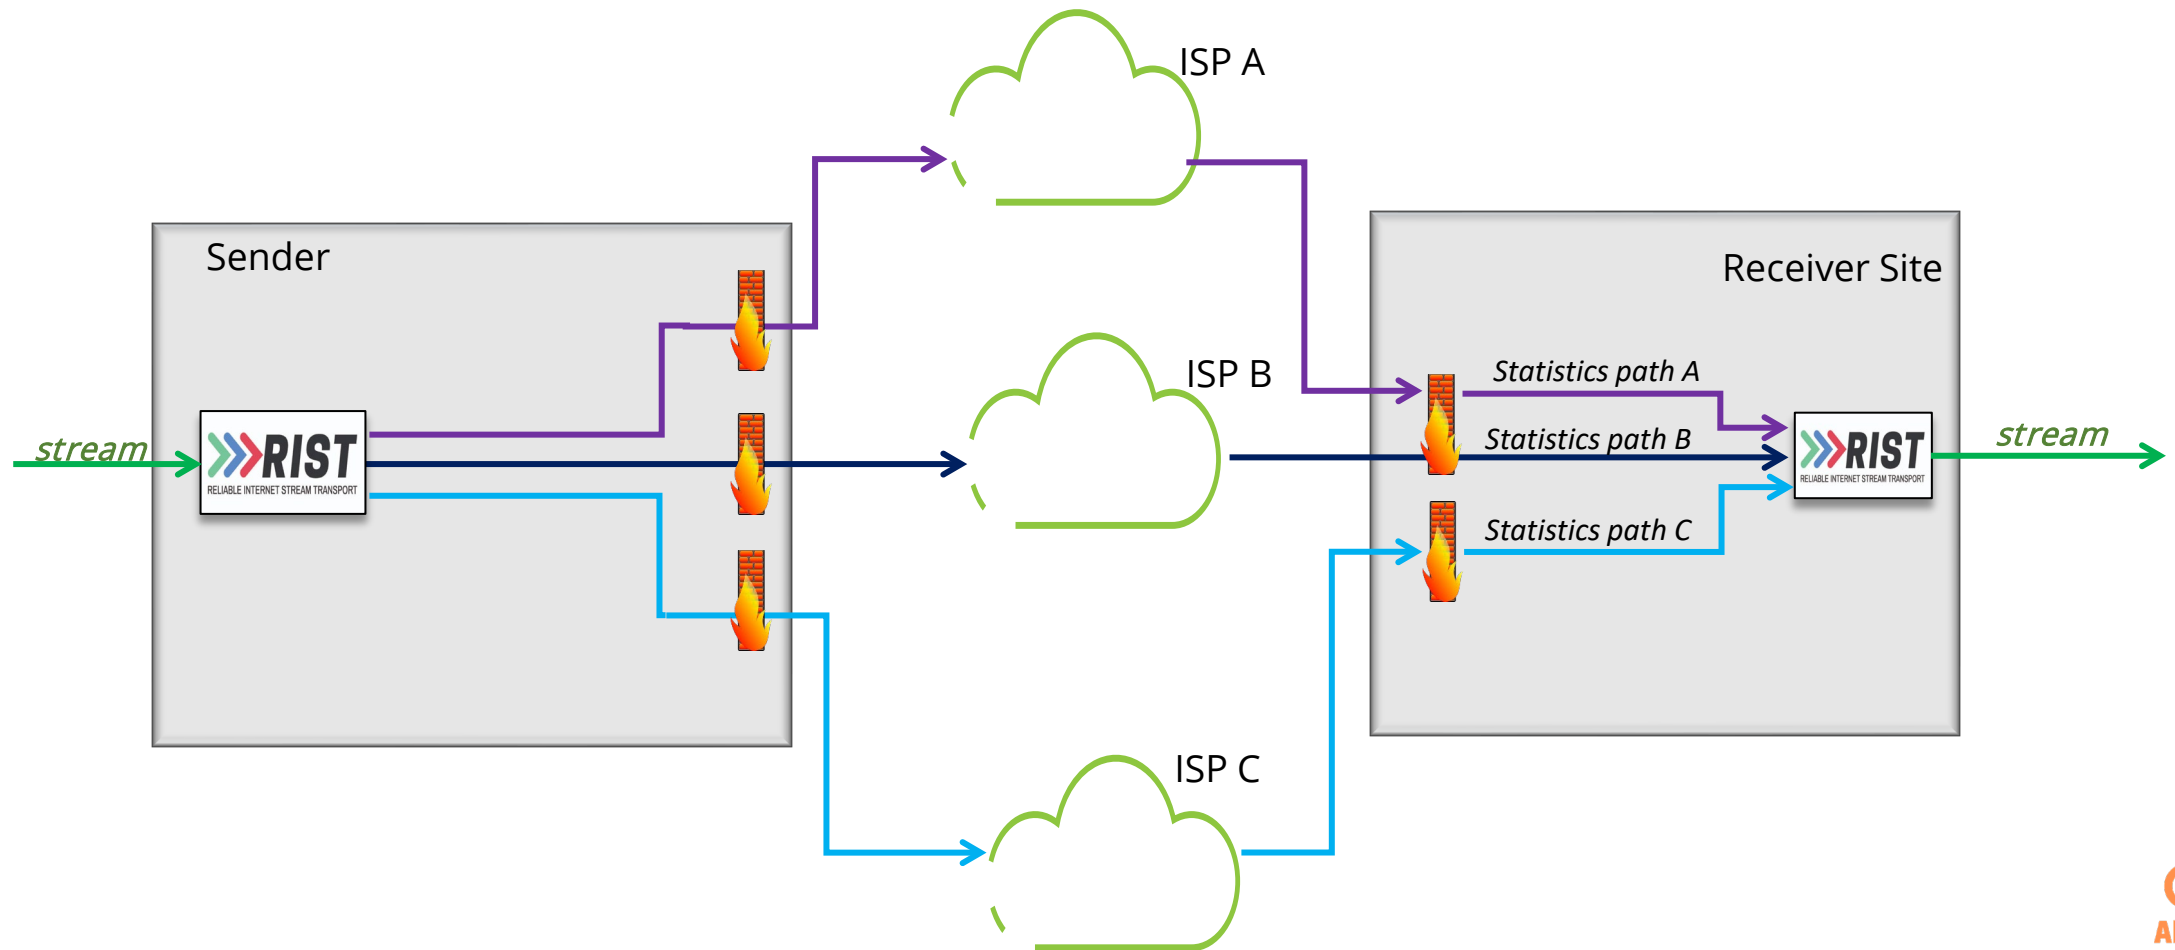 ISP A
Sender
Receiver Site
ISP B
Statistics path A
stream
RIST
RELIABLE INTERNET STREAM TRANSPORT
Statistics path B
RIST
RELIABLE INTERNET STREAM TRANSPORT
stream
Statistics path C
ISP C